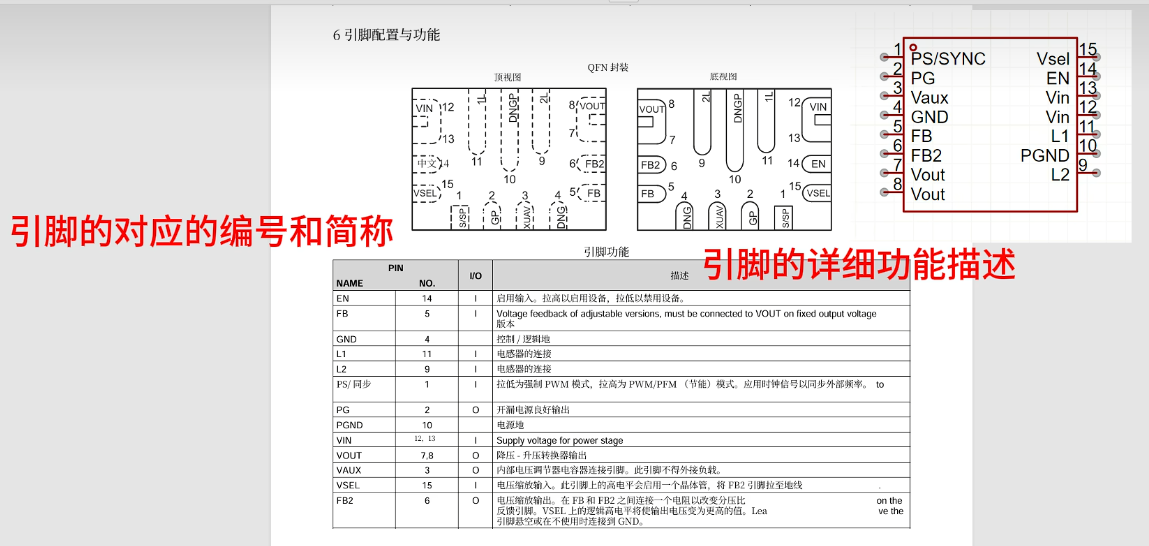 6 引脚配置与功能
QFN 封装
顶视图
底视图
VIN 12
13
中文 14
VSEL 15
1L
11
DNGP
10
2L
9
8 VOUT
7
6 FB2
5 FB
1 2 3 4
S/SP GP XUAV DNG
VOUT 8
7
FB2 6
FB 5
2L
9
DNGP
10
1L
11
12 VIN
13
14 EN
15 VSEL
4 3 2 1
DNG XUAV GP S/SP
1 PS/SYNC
2 PG
3 Vaux
4 GND
5 FB
6 FB2
7 Vout
8 Vout
Vsel 15
EN 14
Vin 13
Vin 12
L1 11
PGND 10
L2 9
引脚的对应的编号和简称
引脚的详细功能描述
引脚功能
PIN
NAME NO. I/O 描述
EN 14 I 启用输入。拉高以启用设备，拉低以禁用设备。
FB 5 I Voltage feedback of adjustable versions, must be connected to VOUT on fixed output voltage
版本
GND 4 控制 / 逻辑地
L1 11 I 电感器的连接
L2 9 I 电感器的连接
PS/ 同步 1 I 拉低为强制 PWM 模式，拉高为 PWM/PFM （节能）模式。应用时钟信号以同步外部频率。 to
PG 2 O 开漏电源良好输出
PGND 10 电源地
VIN 12，13 I Supply voltage for power stage
VOUT 7,8 O 降压 - 升压转换器输出
VAUX 3 O 内部电压调节器电容器连接引脚。此引脚不得外接负载。
VSEL 15 I 电压缩放输入。此引脚上的高电平会启用一个晶体管，将 FB2 引脚拉至地线 .
FB2 6 O 电压缩放输出。在 FB 和 FB2 之间连接一个电阻以改变分压比 on the
反馈引脚。VSEL 上的逻辑高电平将使输出电压变为更高的值。Lea ve the
引脚悬空或在不使用时连接到 GND。